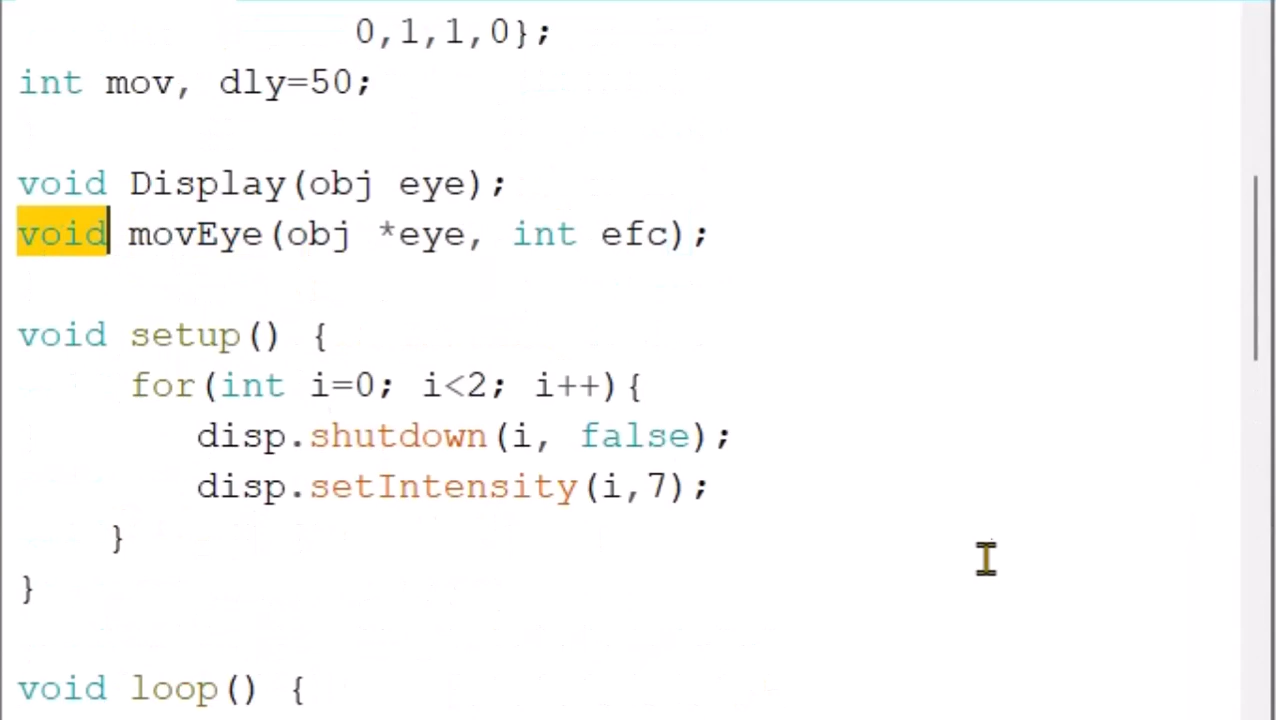 0,1,1,0};
int mov, dly=50;
void Display(obj eye);
void movEye(obj *eye, int efc);
void setup() {
for(int i=0; i<2; i++){
disp.shutdown(i, false);
disp.setIntensity(i,7);
}
}
void loop() {